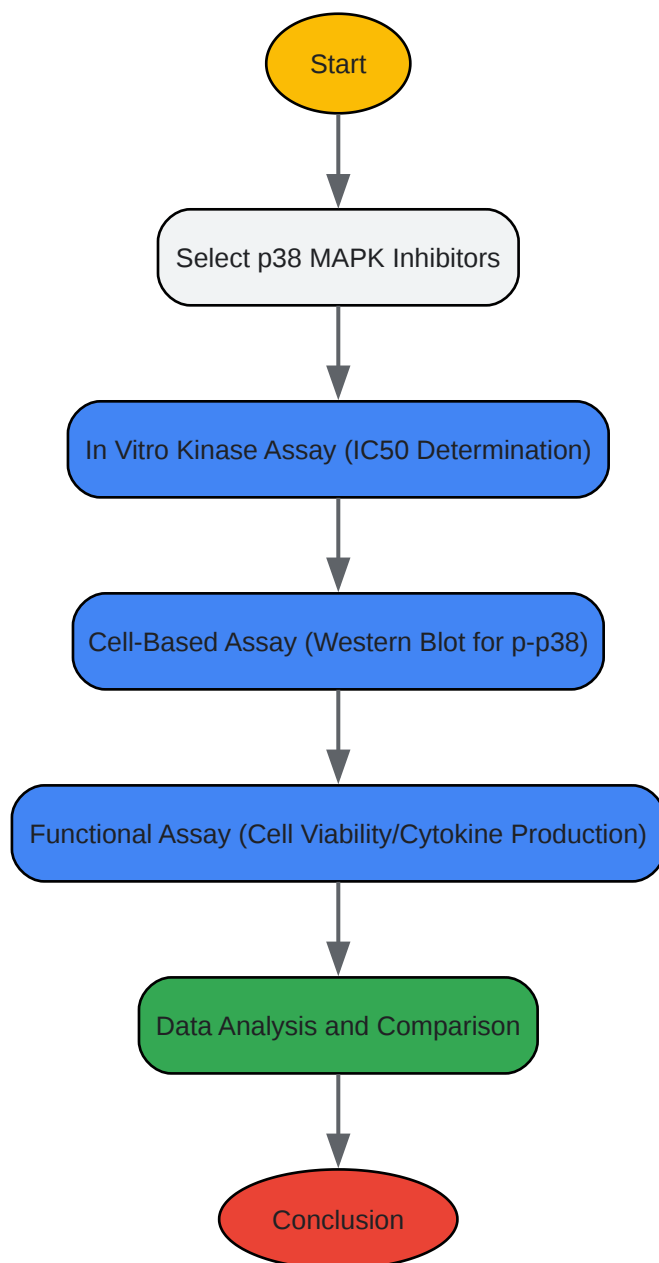 Start
Select p38 MAPK Inhibitors
In Vitro Kinase Assay (IC50 Determination)
Cell-Based Assay (Western Blot for p-p38)
Functional Assay (Cell Viability/Cytokine Production)
Data Analysis and Comparison
Conclusion